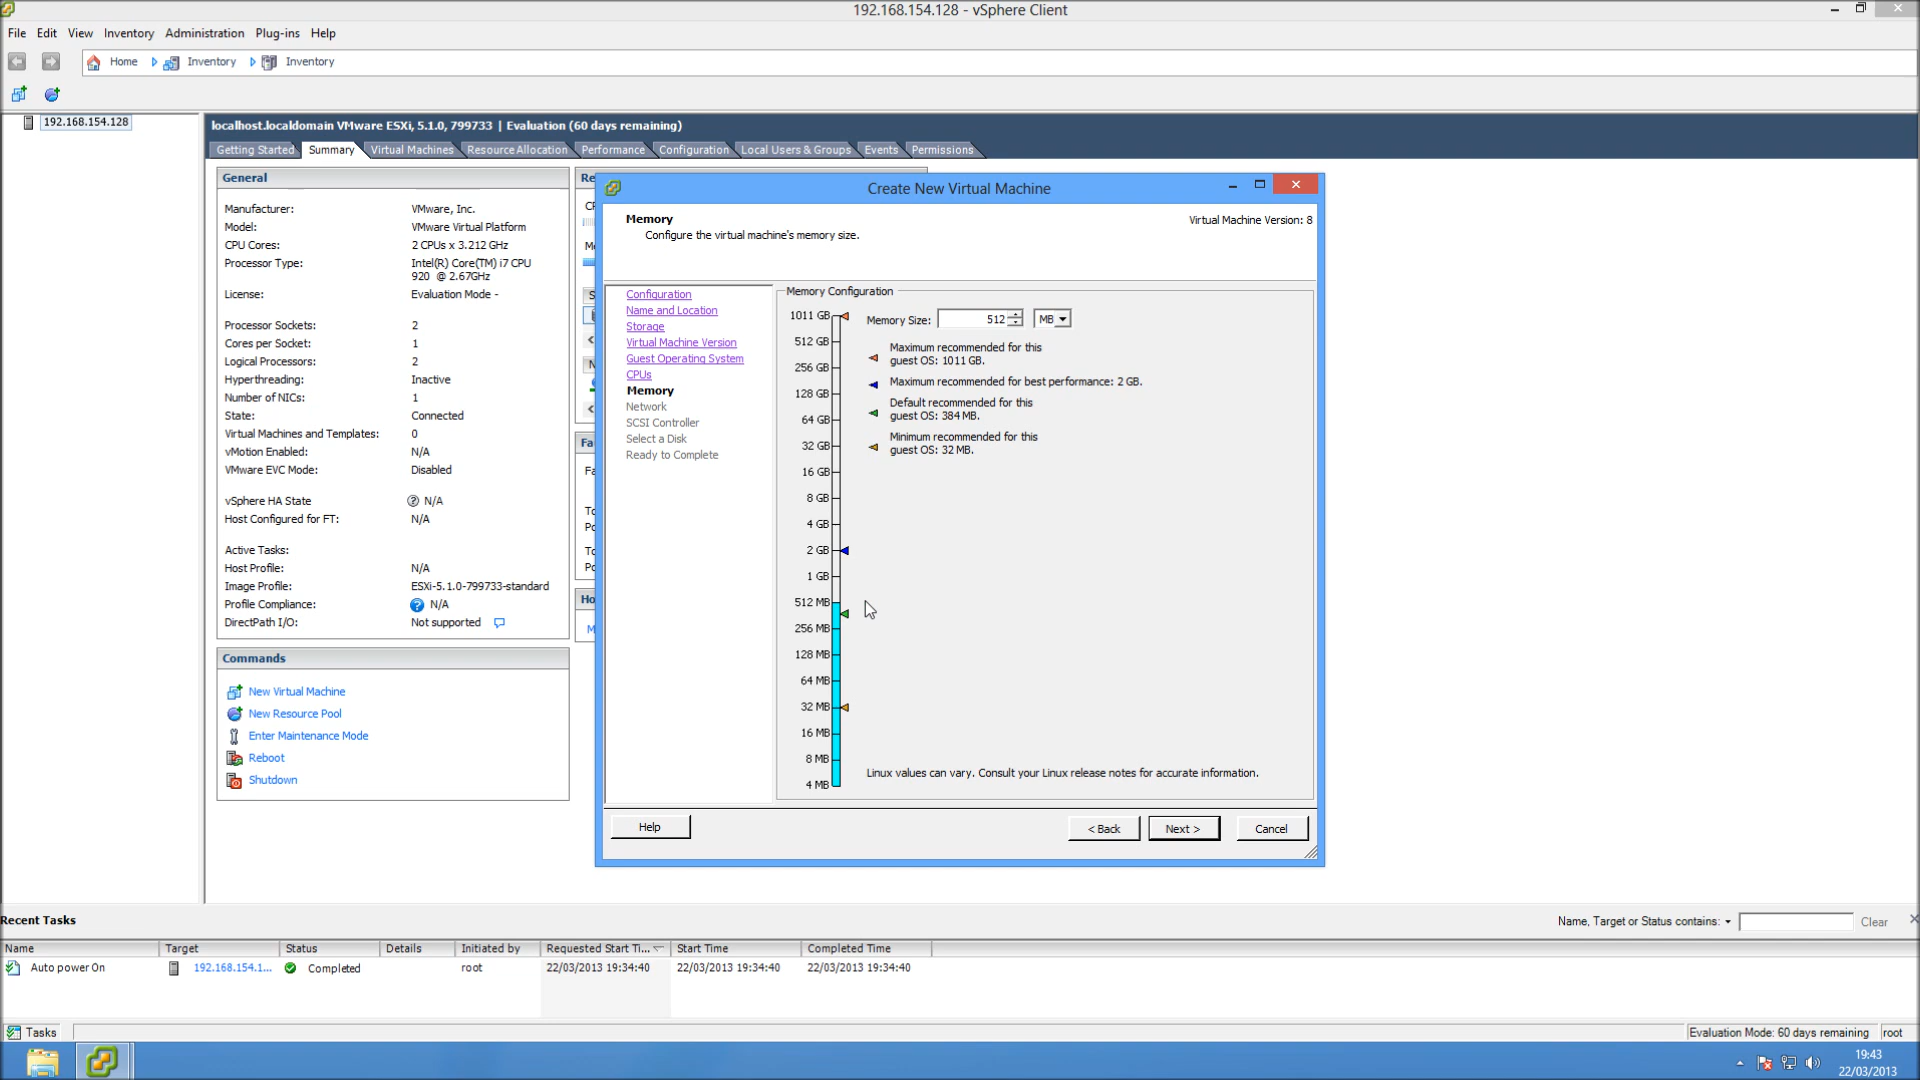 192.168.154.128 - vSphere Client
File Edit View Inventory Administration Plug-ins Help
Home Inventory Inventory
192.168.154.128
localhost.localdomain VMware ESXi, 5.1.0, 799733 | Evaluation (60 days remaining)
Getting Started Summary Virtual Machines Resource Allocation Performance Configuration Local Users & Groups Events Permissions
General
Manufacturer: VMware, Inc.
Model: VMware Virtual Platform
CPU Cores: 2 CPUs x 3.212 GHz
Processor Type: Intel(R) Core(TM) i7 CPU
920 @ 2.67GHz
License: Evaluation Mode -
Processor Sockets: 2
Cores per Socket: 1
Logical Processors: 2
Hyperthreading: Inactive
Number of NICs: 1
State: Connected
Virtual Machines and Templates: 0
vMotion Enabled: N/A
VMware EVC Mode: Disabled
vSphere HA State N/A
Host Configured for FT: N/A
Active Tasks:
Host Profile: N/A
Image Profile: ESXi-5.1.0-799733-standard
Profile Compliance: N/A
DirectPath I/O: Not supported
Commands
New Virtual Machine
New Resource Pool
Enter Maintenance Mode
Reboot
Shutdown
Re
Fa
Ho
Create New Virtual Machine
Memory
Configure the virtual machine's memory size.
Virtual Machine Version: 8
Configuration
Name and Location
Storage
Virtual Machine Version
Guest Operating System
CPUs
Memory
Network
SCSI Controller
Select a Disk
Ready to Complete
Memory Configuration
1011 GB
512 GB
256 GB
128 GB
64 GB
32 GB
16 GB
8 GB
4 GB
2 GB
1 GB
512 MB
256 MB
128 MB
64 MB
32 MB
16 MB
8 MB
4 MB
Memory Size: 512 MB
Maximum recommended for this
guest OS: 1011 GB.
Maximum recommended for best performance: 2 GB.
Default recommended for this
guest OS: 384 MB.
Minimum recommended for this
guest OS: 32 MB.
Linux values can vary. Consult your Linux release notes for accurate information.
Help < Back Next > Cancel
Recent Tasks
Name, Target or Status contains: Clear
Name Target Status Details Initiated by Requested Start Ti... Start Time Completed Time
Auto power On 192.168.154.1... Completed root 22/03/2013 19:34:40 22/03/2013 19:34:40 22/03/2013 19:34:40
Tasks Evaluation Mode: 60 days remaining root
19:43
22/03/2013